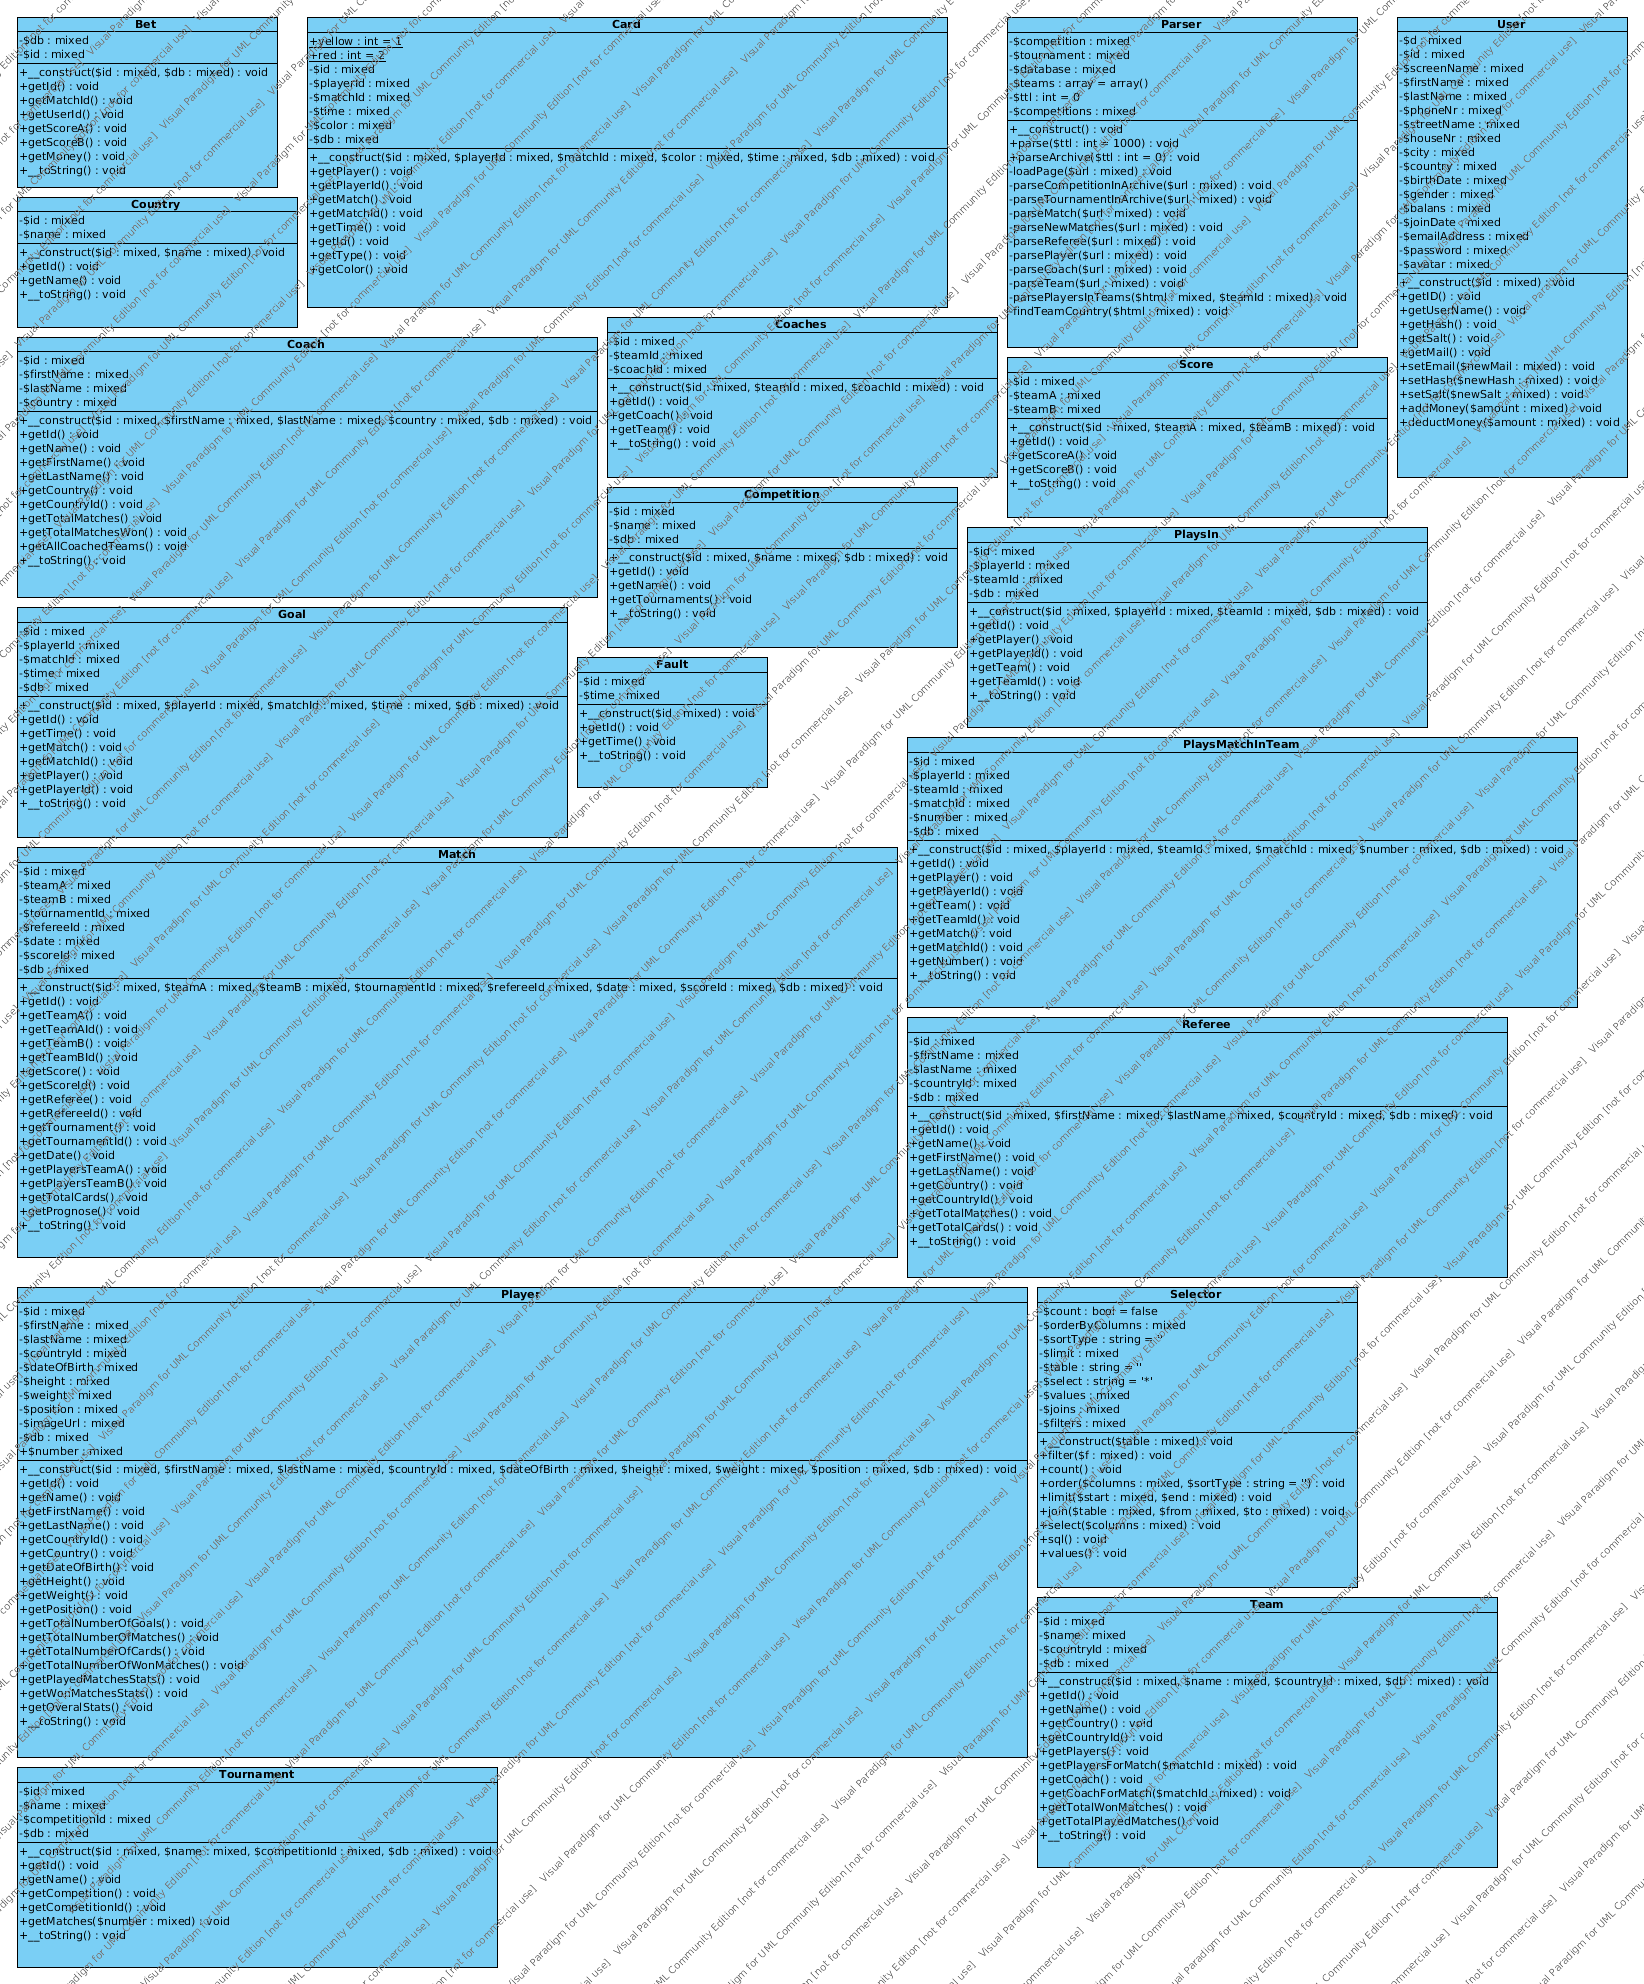 Bet
-$db : mixed
-$id : mixed
+__construct($id : mixed, $db : mixed) : void
+getId() : void
+getMatchId() : void
+getUserId() : void
+getScoreA() : void
+getScoreB() : void
+getMoney() : void
+__toString() : void
Card
+yellow : int = 1
+red : int = 2
-$id : mixed
-$playerId : mixed
-$matchId : mixed
-$time : mixed
-$color : mixed
-$db : mixed
+__construct($id : mixed, $playerId : mixed, $matchId : mixed, $color : mixed, $time : mixed, $db : mixed) : void
+getPlayer() : void
+getPlayerId() : void
+getMatch() : void
+getMatchId() : void
+getTime() : void
+getId() : void
+getType() : void
+getColor() : void
Parser
-$competition : mixed
-$tournament : mixed
-$database : mixed
-$teams : array = array()
-$ttl : int = 0
-$competitions : mixed
+__construct() : void
+parse($ttl : int = 1000) : void
+parseArchive($ttl : int = 0) : void
-loadPage($url : mixed) : void
-parseCompetitionInArchive($url : mixed) : void
-parseTournamentInArchive($url : mixed) : void
-parseMatch($url : mixed) : void
-parseNewMatches($url : mixed) : void
-parseReferee($url : mixed) : void
-parsePlayer($url : mixed) : void
-parseCoach($url : mixed) : void
-parseTeam($url : mixed) : void
-parsePlayersInTeams($html : mixed, $teamId : mixed) : void
-findTeamCountry($html : mixed) : void
User
-$d : mixed
-$id : mixed
-$screenName : mixed
-$firstName : mixed
-$lastName : mixed
-$phoneNr : mixed
-$streetName : mixed
-$houseNr : mixed
-$city : mixed
-$country : mixed
-$birthDate : mixed
-$gender : mixed
-$balans : mixed
-$joinDate : mixed
-$emailAddress : mixed
-$password : mixed
-$avatar : mixed
+__construct($id : mixed) : void
+getID() : void
+getUserName() : void
+getHash() : void
+getSalt() : void
+getMail() : void
+setEmail($newMail : mixed) : void
+setHash($newHash : mixed) : void
+setSalt($newSalt : mixed) : void
+addMoney($amount : mixed) : void
+deductMoney($amount : mixed) : void
Country
-$id : mixed
-$name : mixed
+__construct($id : mixed, $name : mixed) : void
+getId() : void
+getName() : void
+__toString() : void
Coach
-$id : mixed
-$firstName : mixed
-$lastName : mixed
-$country : mixed
+__construct($id : mixed, $firstName : mixed, $lastName : mixed, $country : mixed, $db : mixed) : void
+getId() : void
+getName() : void
+getFirstName() : void
+getLastName() : void
+getCountry() : void
+getCountryId() : void
+getTotalMatches() : void
+getTotalMatchesWon() : void
+getAllCoachedTeams() : void
+__toString() : void
Coaches
-$id : mixed
-$teamId : mixed
-$coachId : mixed
+__construct($id : mixed, $teamId : mixed, $coachId : mixed) : void
+getId() : void
+getCoach() : void
+getTeam() : void
+__toString() : void
Score
-$id : mixed
-$teamA : mixed
-$teamB : mixed
+__construct($id : mixed, $teamA : mixed, $teamB : mixed) : void
+getId() : void
+getScoreA() : void
+getScoreB() : void
+__toString() : void
Competition
-$id : mixed
-$name : mixed
-$db : mixed
+__construct($id : mixed, $name : mixed, $db : mixed) : void
+getId() : void
+getName() : void
+getTournaments() : void
+__toString() : void
PlaysIn
-$id : mixed
-$playerId : mixed
-$teamId : mixed
-$db : mixed
+__construct($id : mixed, $playerId : mixed, $teamId : mixed, $db : mixed) : void
+getId() : void
+getPlayer() : void
+getPlayerId() : void
+getTeam() : void
+getTeamId() : void
+__toString() : void
Goal
-$id : mixed
-$playerId : mixed
-$matchId : mixed
-$time : mixed
-$db : mixed
+__construct($id : mixed, $playerId : mixed, $matchId : mixed, $time : mixed, $db : mixed) : void
+getId() : void
+getTime() : void
+getMatch() : void
+getMatchId() : void
+getPlayer() : void
+getPlayerId() : void
+__toString() : void
Fault
-$id : mixed
-$time : mixed
+__construct($id : mixed) : void
+getId() : void
+getTime() : void
+__toString() : void
PlaysMatchInTeam
-$id : mixed
-$playerId : mixed
-$teamId : mixed
-$matchId : mixed
-$number : mixed
-$db : mixed
+__construct($id : mixed, $playerId : mixed, $teamId : mixed, $matchId : mixed, $number : mixed, $db : mixed) : void
+getId() : void
+getPlayer() : void
+getPlayerId() : void
+getTeam() : void
+getTeamId() : void
+getMatch() : void
+getMatchId() : void
+getNumber() : void
+__toString() : void
Match
-$id : mixed
-$teamA : mixed
-$teamB : mixed
-$tournamentId : mixed
-$refereeId : mixed
-$date : mixed
-$scoreId : mixed
-$db : mixed
+__construct($id : mixed, $teamA : mixed, $teamB : mixed, $tournamentId : mixed, $refereeId : mixed, $date : mixed, $scoreId : mixed, $db : mixed) : void
+getId() : void
+getTeamA() : void
+getTeamAId() : void
+getTeamB() : void
+getTeamBId() : void
+getScore() : void
+getScoreId() : void
+getReferee() : void
+getRefereeId() : void
+getTournament() : void
+getTournamentId() : void
+getDate() : void
+getPlayersTeamA() : void
+getPlayersTeamB() : void
+getTotalCards() : void
+getPrognose() : void
+__toString() : void
Referee
-$id : mixed
-$firstName : mixed
-$lastName : mixed
-$countryId : mixed
-$db : mixed
+__construct($id : mixed, $firstName : mixed, $lastName : mixed, $countryId : mixed, $db : mixed) : void
+getId() : void
+getName() : void
+getFirstName() : void
+getLastName() : void
+getCountry() : void
+getCountryId() : void
+getTotalMatches() : void
+getTotalCards() : void
+__toString() : void
Player
-$id : mixed
-$firstName : mixed
-$lastName : mixed
-$countryId : mixed
-$dateOfBirth : mixed
-$height : mixed
-$weight : mixed
-$position : mixed
-$imageUrl : mixed
-$db : mixed
+$number : mixed
+__construct($id : mixed, $firstName : mixed, $lastName : mixed, $countryId : mixed, $dateOfBirth : mixed, $height : mixed, $weight : mixed, $position : mixed, $db : mixed) : void
+getId() : void
+getName() : void
+getFirstName() : void
+getLastName() : void
+getCountryId() : void
+getCountry() : void
+getDateOfBirth() : void
+getHeight() : void
+getWeight() : void
+getPosition() : void
+getTotalNumberOfGoals() : void
+getTotalNumberOfMatches() : void
+getTotalNumberOfCards() : void
+getTotalNumberOfWonMatches() : void
+getPlayedMatchesStats() : void
+getWonMatchesStats() : void
+getOveralStats() : void
+__toString() : void
Selector
-$count : bool = false
-$orderByColumns : mixed
-$sortType : string = ''
-$limit : mixed
-$table : string = ''
-$select : string = '*'
-$values : mixed
-$joins : mixed
-$filters : mixed
+__construct($table : mixed) : void
+filter($f : mixed) : void
+count() : void
+order($columns : mixed, $sortType : string = '') : void
+limit($start : mixed, $end : mixed) : void
+join($table : mixed, $from : mixed, $to : mixed) : void
+select($columns : mixed) : void
+sql() : void
+values() : void
Team
-$id : mixed
-$name : mixed
-$countryId : mixed
-$db : mixed
+__construct($id : mixed, $name : mixed, $countryId : mixed, $db : mixed) : void
+getId() : void
+getName() : void
+getCountry() : void
+getCountryId() : void
+getPlayers() : void
+getPlayersForMatch($matchId : mixed) : void
+getCoach() : void
+getCoachForMatch($matchId : mixed) : void
+getTotalWonMatches() : void
+getTotalPlayedMatches() : void
+__toString() : void
Tournament
-$id : mixed
-$name : mixed
-$competitionId : mixed
-$db : mixed
+__construct($id : mixed, $name : mixed, $competitionId : mixed, $db : mixed) : void
+getId() : void
+getName() : void
+getCompetition() : void
+getCompetitionId() : void
+getMatches($number : mixed) : void
+__toString() : void
Visual Paradigm for UML Community Edition [not for commercial use]